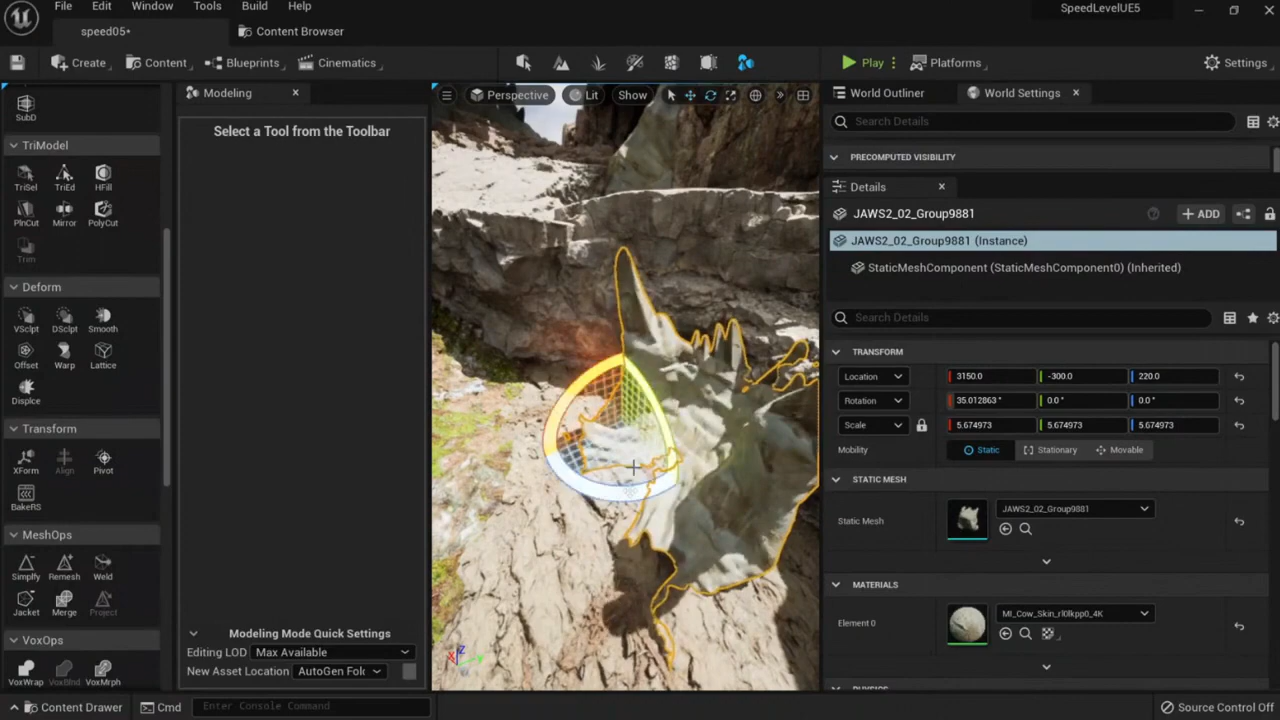 File Edit Window Tools Build Help
SpeedLevelUE5
speed05•
Content Browser
Create Content Blueprints Cinematics
Play Platforms Settings
SubD
TriModel
TriSel TriEd HFill
PlnCut Mirror PolyCut
Trim
Deform
VSclpt DSclpt Smooth
Offset Warp Lattice
Displce
Transform
XForm Align Pivot
BakeRS
MeshOps
Simplfy Remesh Weld
Jacket Merge Project
VoxOps
VoxWrap VoxBlnd VoxMrph
Modeling
Select a Tool from the Toolbar
Modeling Mode Quick Settings
Editing LOD Max Available
New Asset Location AutoGen Fold
Perspective Lit Show
X Z Y
World Outliner World Settings
Search Details
PRECOMPUTED VISIBILITY
Details
JAWS2_02_Group9881
ADD
JAWS2_02_Group9881 (Instance)
StaticMeshComponent (StaticMeshComponent0) (Inherited)
Search Details
TRANSFORM
Location 3150.0 -300.0 220.0
Rotation 35.012863 ° 0.0 ° 0.0 °
Scale 5.674973 5.674973 5.674973
Mobility Static Stationary Movable
STATIC MESH
Static Mesh JAWS2_02_Group9881
MATERIALS
Element 0 MI_Cow_Skin_rl0lkpp0_4K
PHYSICS
Content Drawer Cmd Enter Console Command
Source Control Off